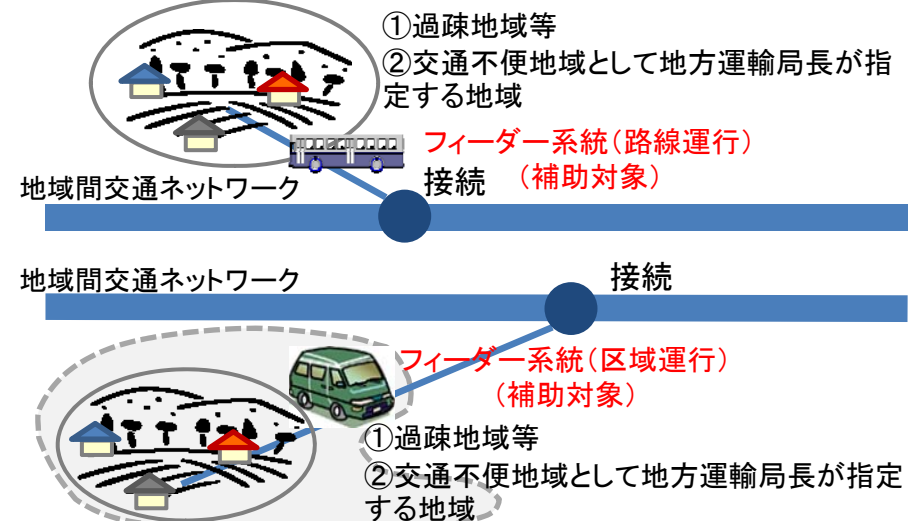 ①過疎地域等
②交通不便地域として地方運輸局長が指
定する地域
フィーダー系統(路線運行)
(補助対象)
接続
地域間交通ネットワーク
地域間交通ネットワーク
接続
フィーダー系統(区域運行)
(補助対象)
①過疎地域等
②交通不便地域として地方運輸局長が指定
する地域